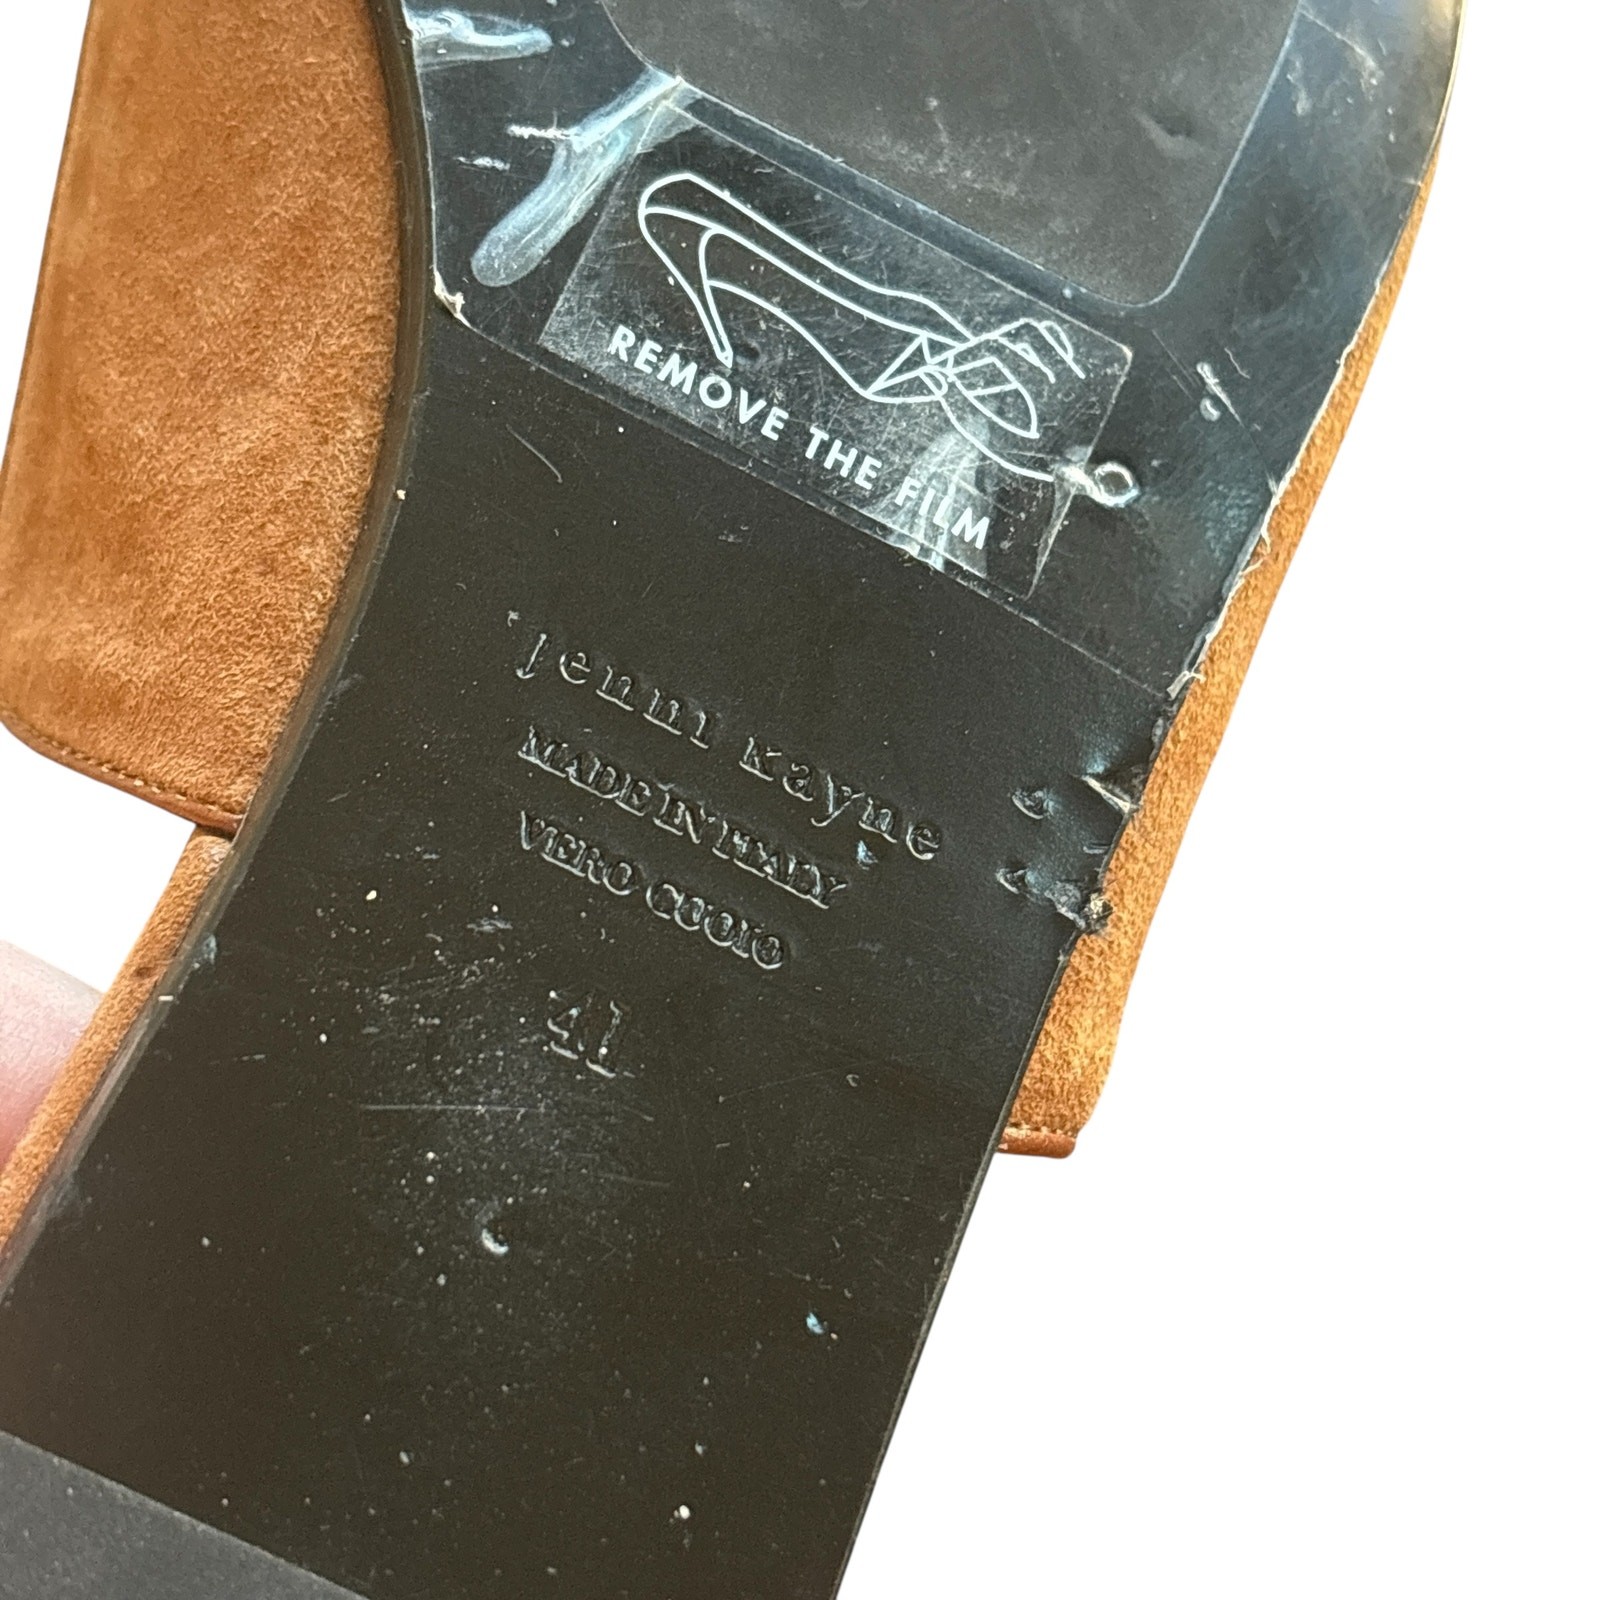 REMOVE THE FILM
jenni kayne
MADE IN ITALY
VERO CUOIO
41